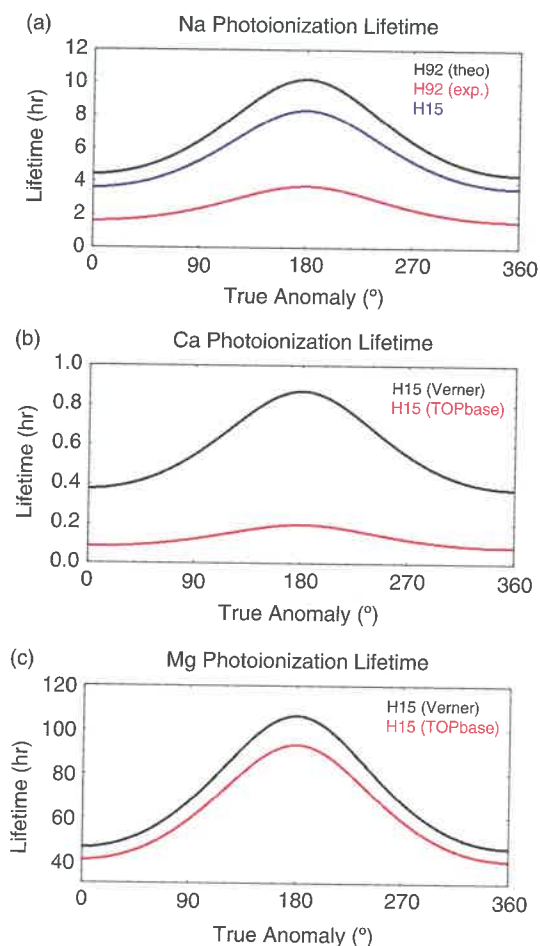 (a) Na Photoionization Lifetime
12
10
8
6
4
2
0
Lifetime (hr)
H92 (theo)
H92 (exp.)
H15
0 90 180 270 360
True Anomaly (º)
(b) Ca Photoionization Lifetime
1.0
0.8
0.6
0.4
0.2
0.0
Lifetime (hr)
H15 (Verner)
H15 (TOPbase)
0 90 180 270 360
True Anomaly (º)
(c) Mg Photoionization Lifetime
120
100
80
60
40
Lifetime (hr)
H15 (Verner)
H15 (TOPbase)
0 90 180 270 360
True Anomaly (º)